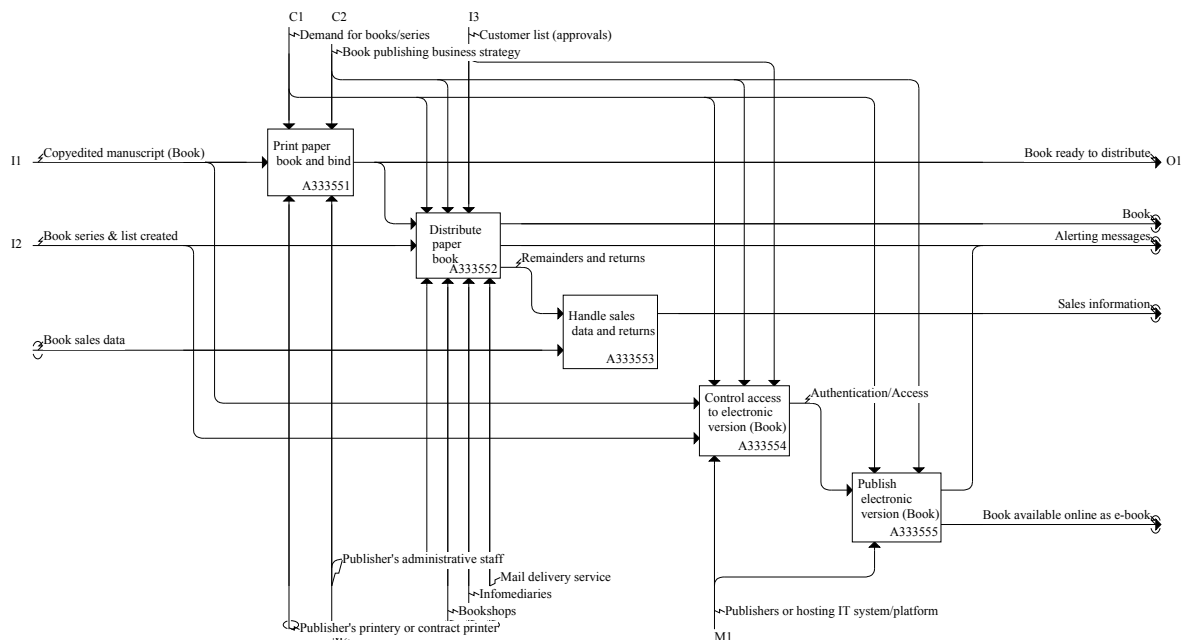 C1 C2 I3
Demand for books/series
Customer list (approvals)
Book publishing business strategy
I1
Copyedited manuscript (Book)
Print paper
book and bind
A333551
Book ready to distribute
O1
I2
Book series & list created
Distribute
paper
book
A333552
Book
Alerting messages
Remainders and returns
Handle sales
data and returns
A333553
Sales information
Book sales data
Control access
to electronic
version (Book)
A333554
Authentication/Access
Publish
electronic
version (Book)
A333555
Book available online as e-book
Publisher's administrative staff
Mail delivery service
Infomediaries
Bookshops
Publisher's printery or contract printer
Publishers or hosting IT system/platform
M1